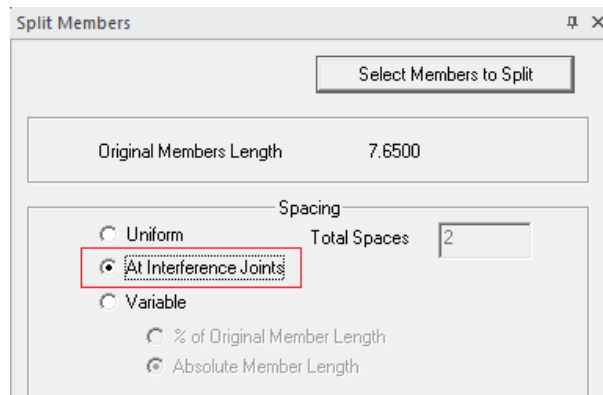 Split Members
Select Members to Split
Original Members Length 7.6500
Spacing
Uniform Total Spaces 2
At Interference Joints
Variable
% of Original Member Length
Absolute Member Length